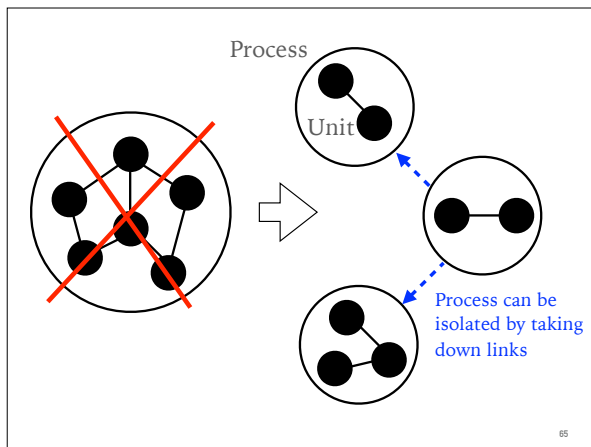 Process
Unit
Process can be
isolated by taking
down links
65